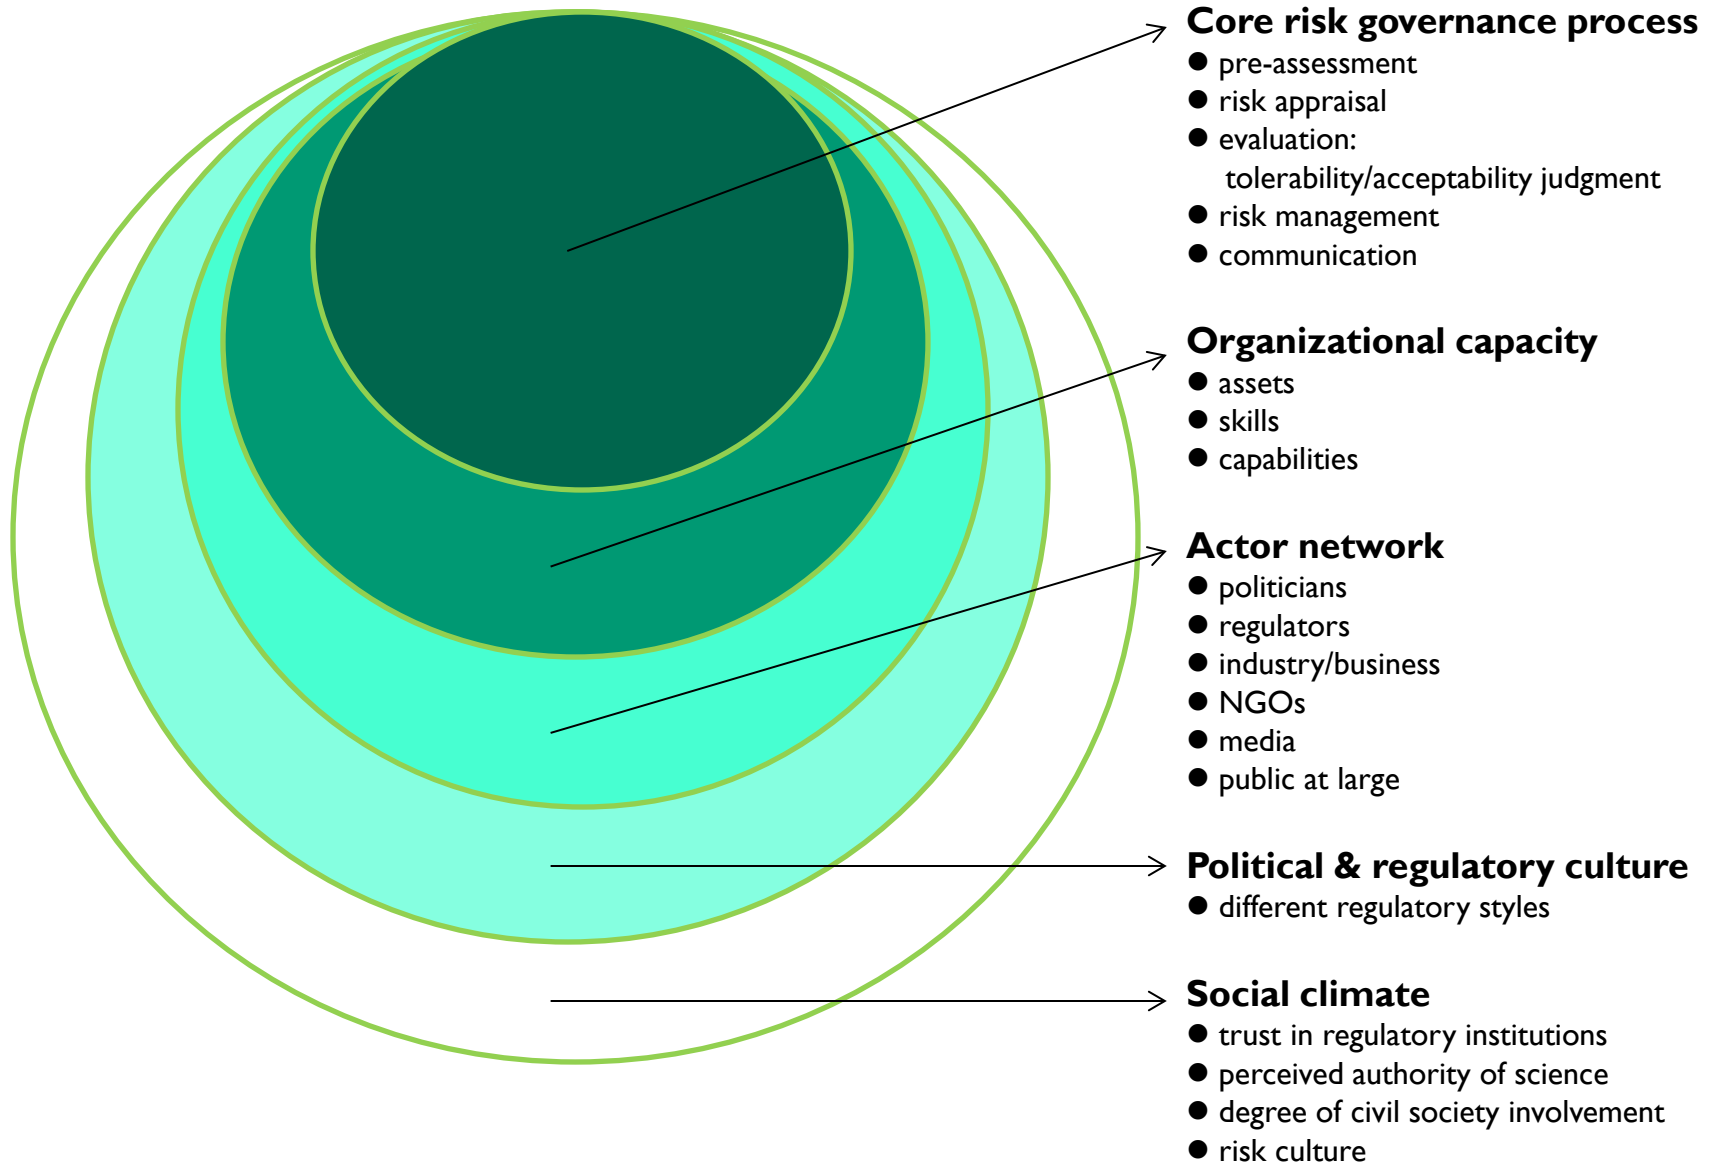 Core risk governance process
● pre-assessment
● risk appraisal
● evaluation:
tolerability/acceptability judgment
● risk management
● communication
Organizational capacity
● assets
● skills
● capabilities
Actor network
● politicians
● regulators
● industry/business
● NGOs
● media
● public at large
Political & regulatory culture
● different regulatory styles
Social climate
● trust in regulatory institutions
● perceived authority of science
● degree of civil society involvement
● risk culture